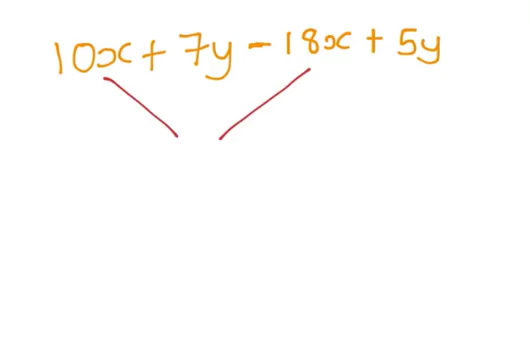 10x + 7y - 18x + 5y